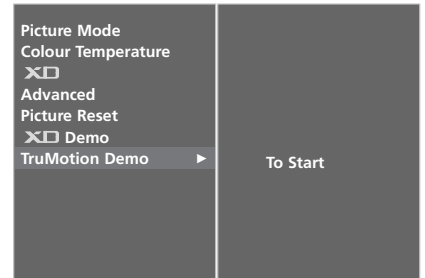 Picture Mode
Colour Temperature
XD
Advanced
Picture Reset
XD Demo
TruMotion Demo ►
To Start